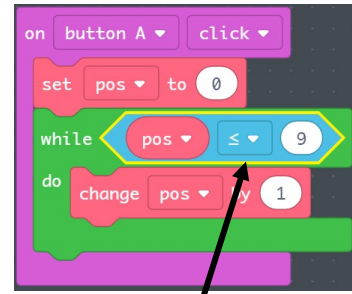 on button A click
set pos to 0
while pos ≤ 9
do
change pos by 1